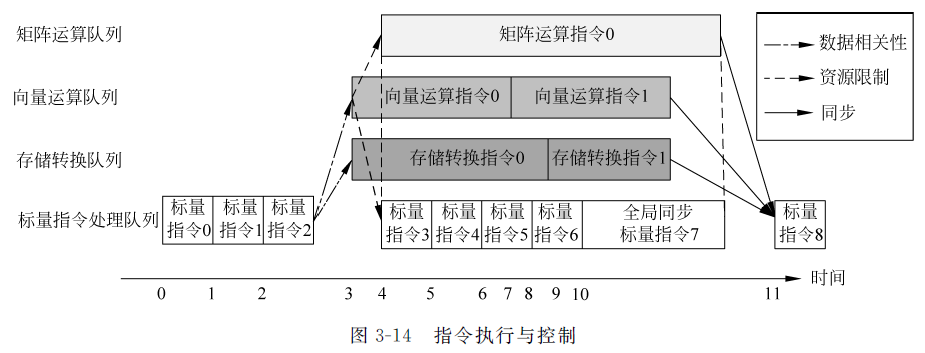 矩阵运算队列
矩阵运算指令0
数据相关性
资源限制
同步
向量运算队列
向量运算指令0
向量运算指令1
存储转换队列
存储转换指令0
存储转换指令1
标量指令处理队列
标量
指令0
标量
指令1
标量
指令2
标量
指令3
标量
指令4
标量
指令5
标量
指令6
全局同步
标量指令7
标量
指令8
时间
0 1 2 3 4 5 6 7 8 9 10 11
图 3-14 指令执行与控制